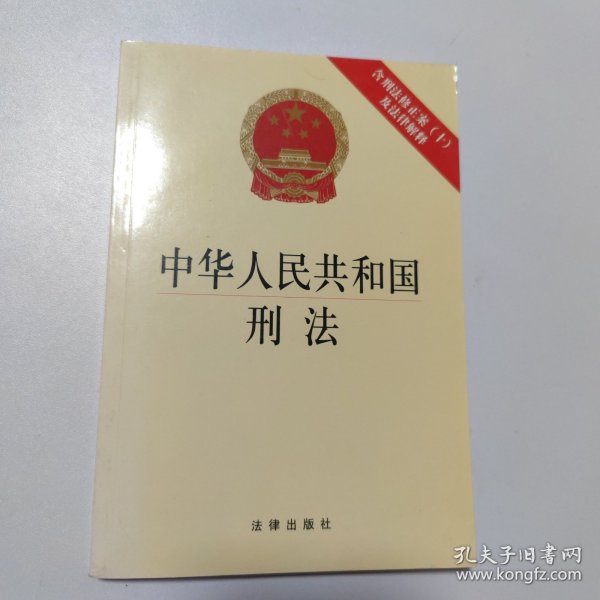 含刑法修正案（十）
及法律解释
中华人民共和国
刑法
法律出版社
孔夫子旧书网
www.kongfz.com